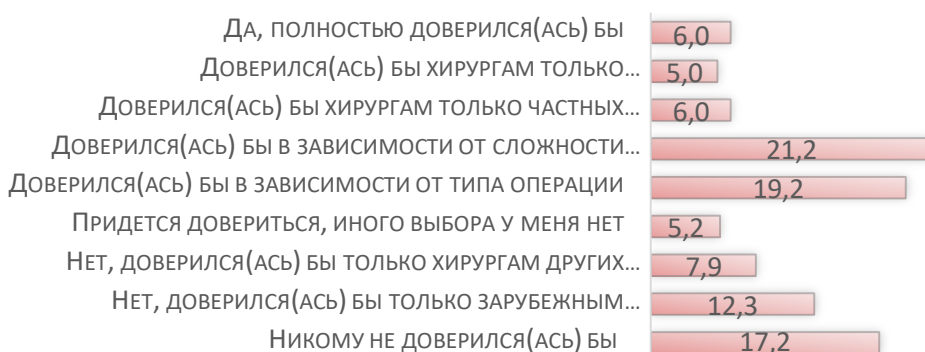 Да, полностью доверился(ась) бы 6,0
Доверился(ась) бы хирургам только… 5,0
Доверился(ась) бы хирургам только частных… 6,0
Доверился(ась) бы в зависимости от сложности… 21,2
Доверился(ась) бы в зависимости от типа операции 19,2
Придется довериться, иного выбора у меня нет 5,2
Нет, доверился(ась) бы только хирургам других… 7,9
Нет, доверился(ась) бы только зарубежным… 12,3
Никому не доверился(ась) бы 17,2